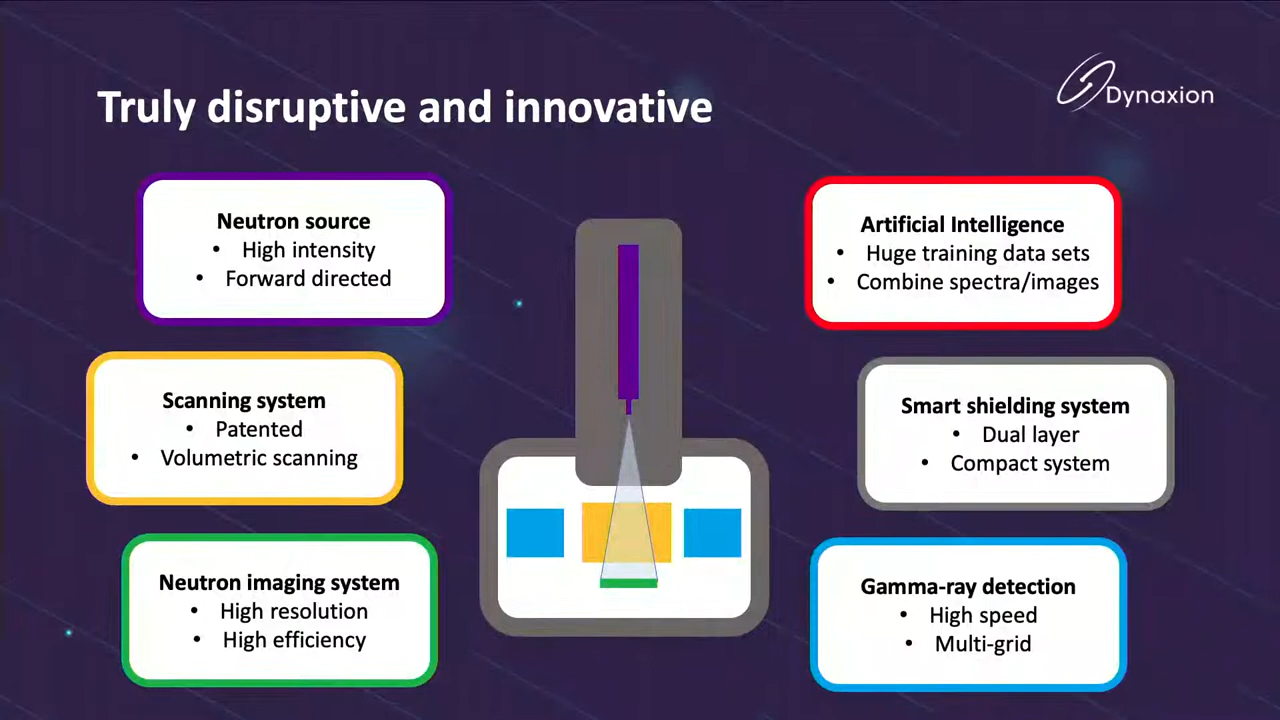 Truly disruptive and innovative
Dynaxion
Neutron source
• High intensity
• Forward directed
Scanning system
• Patented
• Volumetric scanning
Neutron imaging system
• High resolution
• High efficiency
Artificial Intelligence
• Huge training data sets
• Combine spectra/images
Smart shielding system
• Dual layer
• Compact system
Gamma-ray detection
• High speed
• Multi-grid